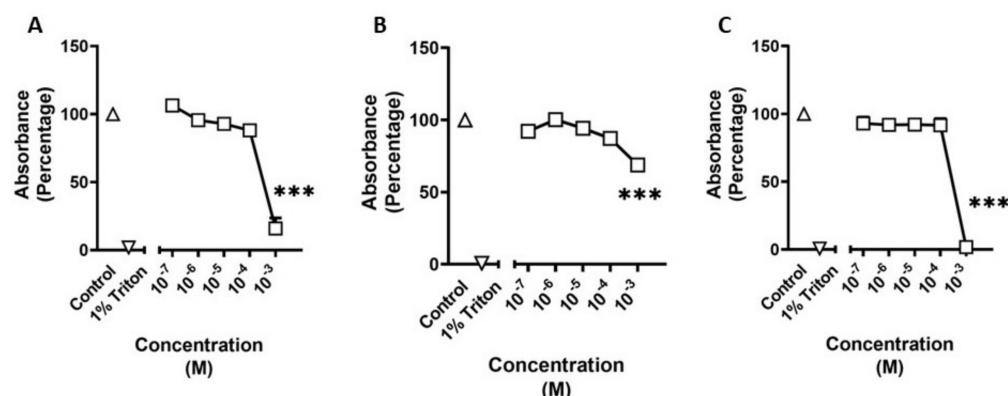 A
150
100
50
0
Absorbance
(Percentage)
Control
1% Triton
10⁻⁷
10⁻⁶
10⁻⁵
10⁻⁴
10⁻³
***
Concentration
(M)
B
150
100
50
0
Absorbance
(Percentage)
Control
1% Triton
10⁻⁷
10⁻⁶
10⁻⁵
10⁻⁴
10⁻³
***
Concentration
(M)
C
150
100
50
0
Absorbance
(Percentage)
Control
1% Triton
10⁻⁷
10⁻⁶
10⁻⁵
10⁻⁴
10⁻³
***
Concentration
(M)